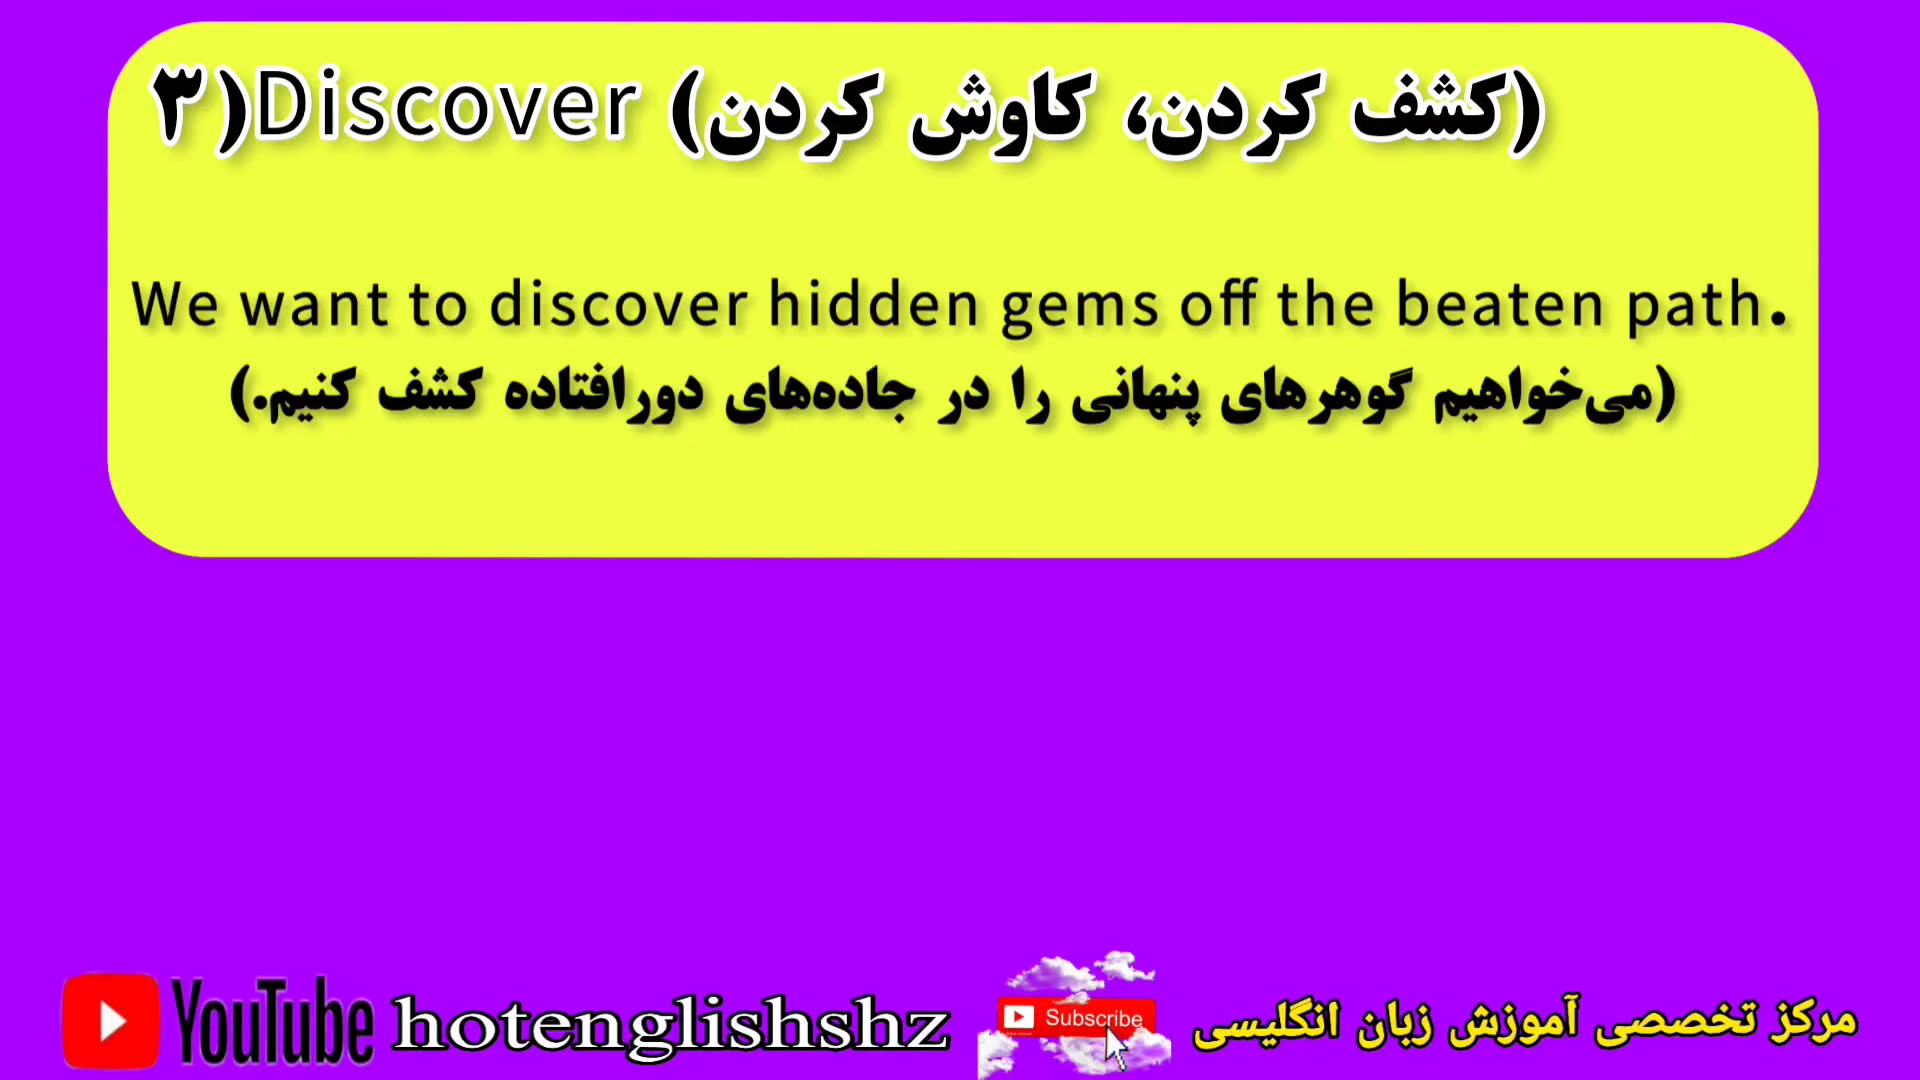 ۳)Discover (کشف کردن، کاوش کردن)
We want to discover hidden gems off the beaten path.
(می‌خواهیم گوهرهای پنهانی را در جاده‌های دورافتاده کشف کنیم.)
YouTube hotenglishshz Subscribe مرکز تخصصی آموزش زبان انگلیسی